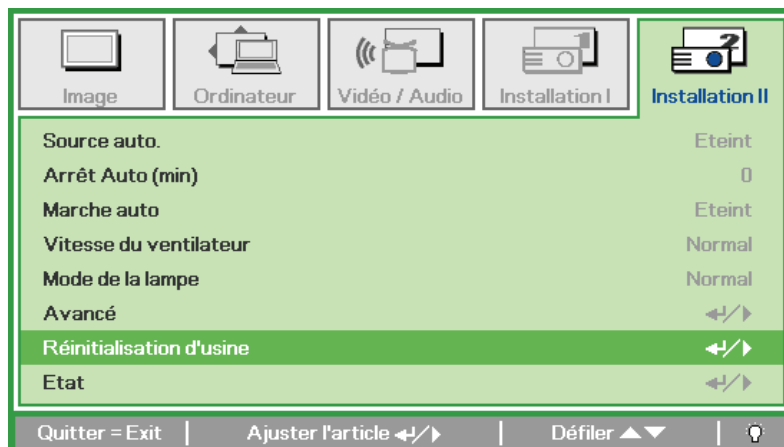 Image Ordinateur Vidéo / Audio Installation I Installation II
Source auto. Eteint
Arrêt Auto (min) 0
Marche auto Eteint
Vitesse du ventilateur Normal
Mode de la lampe Normal
Avancé ↵/▶
Réinitialisation d'usine ↵/▶
Etat ↵/▶
Quitter = Exit | Ajuster l'article ↵/▶ | Défiler ▲▼ |